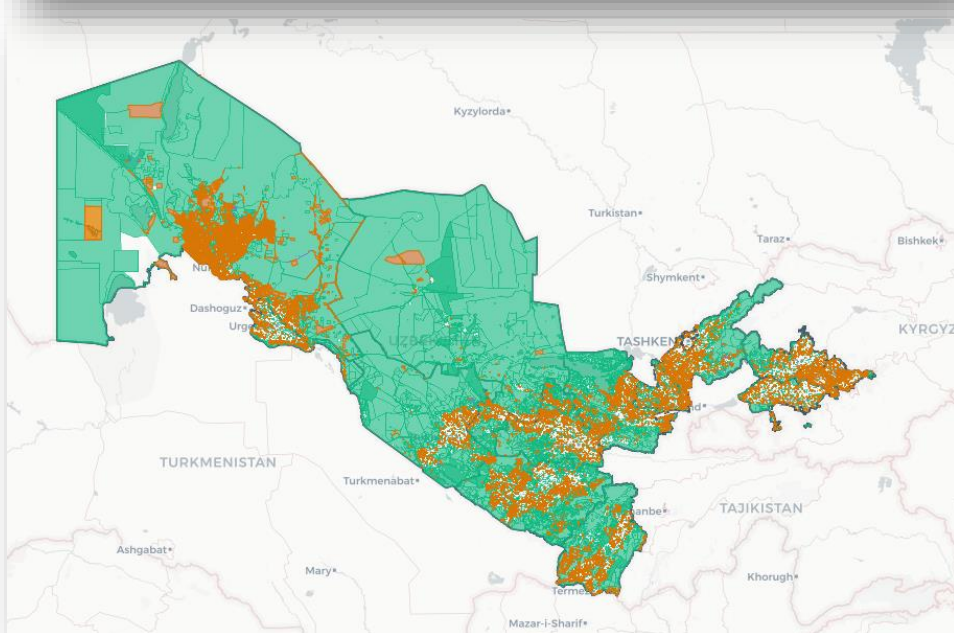 Kyzylorda
Turkistan
Taraz
Bishkek
Shymkent
Dashoguz
TASHKEN
KYRGYZ
TURKMENISTAN
Turkmenabat
TAJIKISTAN
Ashgabat
Mary
Khorugh
Mazar-i-Sharif